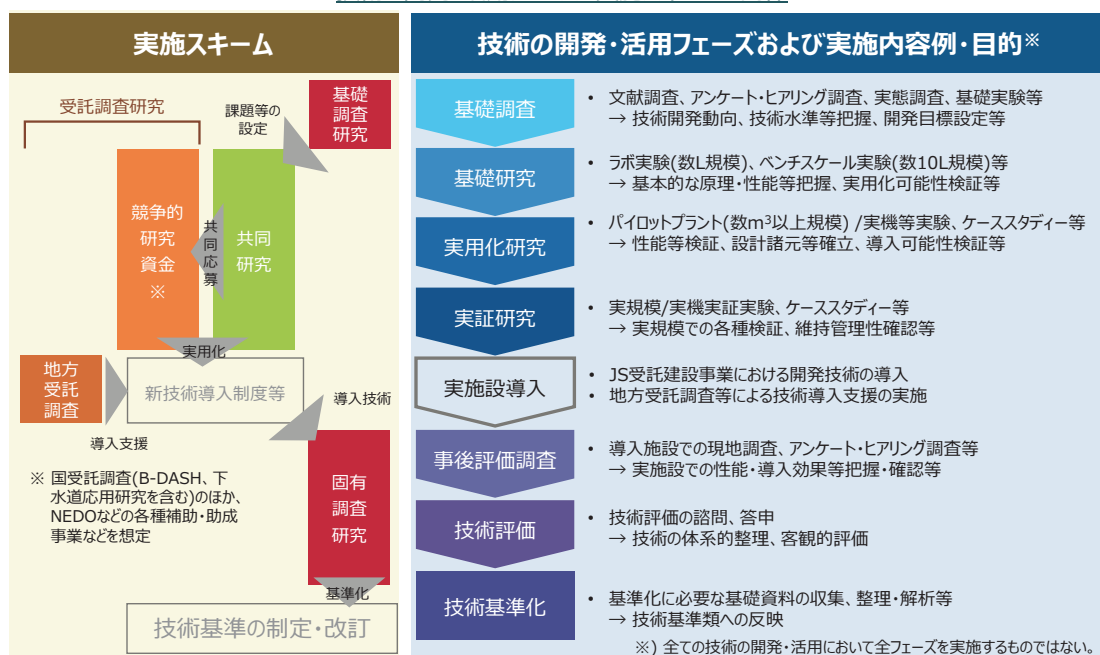 実施スキーム
受託調査研究
課題等の
設定
基礎
調査
研究
競争的
研究
資金
※
共
同
応
募
共同
研究
実用化
地方
受託
調査
新技術導入制度等
導入技術
導入支援
※ 国受託調査(B-DASH、下
水道応用研究を含む)のほか、
NEDOなどの各種補助・助成
事業などを想定
固有
調査
研究
基準化
技術基準の制定・改訂
技術の開発・活用フェーズおよび実施内容例・目的※
基礎調査
• 文献調査、アンケート・ヒアリング調査、実態調査、基礎実験等
→ 技術開発動向、技術水準等把握、開発目標設定等
基礎研究
• ラボ実験(数L規模)、ベンチスケール実験(数10L規模)等
→ 基本的な原理・性能等把握、実用化可能性検証等
実用化研究
• パイロットプラント(数m³以上規模) /実機等実験、ケーススタディー等
→ 性能等検証、設計諸元等確立、導入可能性検証等
実証研究
• 実規模/実機実証実験、ケーススタディー等
→ 実規模での各種検証、維持管理性確認等
実施設導入
• JS受託建設事業における開発技術の導入
• 地方受託調査等による技術導入支援の実施
事後評価調査
• 導入施設での現地調査、アンケート・ヒアリング調査等
→ 実施設での性能・導入効果等把握・確認等
技術評価
• 技術評価の諮問、答申
→ 技術の体系的整理、客観的評価
技術基準化
• 基準化に必要な基礎資料の収集、整理・解析等
→ 技術基準類への反映
※) 全ての技術の開発・活用において全フェーズを実施するものではない。